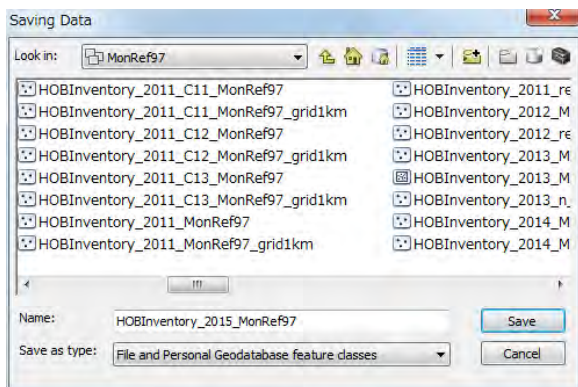 Saving Data
Look in: MonRef97
HOBInventory_2011_C11_MonRef97
HOBInventory_2011_C11_MonRef97_grid1km
HOBInventory_2011_C12_MonRef97
HOBInventory_2011_C12_MonRef97_grid1km
HOBInventory_2011_C13_MonRef97
HOBInventory_2011_C13_MonRef97_grid1km
HOBInventory_2011_MonRef97
HOBInventory_2011_MonRef97_grid1km
HOBInventory_2011_re
HOBInventory_2012_M
HOBInventory_2012_re
HOBInventory_2013_M
HOBInventory_2013_M
HOBInventory_2013_n_
HOBInventory_2014_M
HOBInventory_2014_M
Name: HOBInventory_2015_MonRef97 Save
Save as type: File and Personal Geodatabase feature classes Cancel